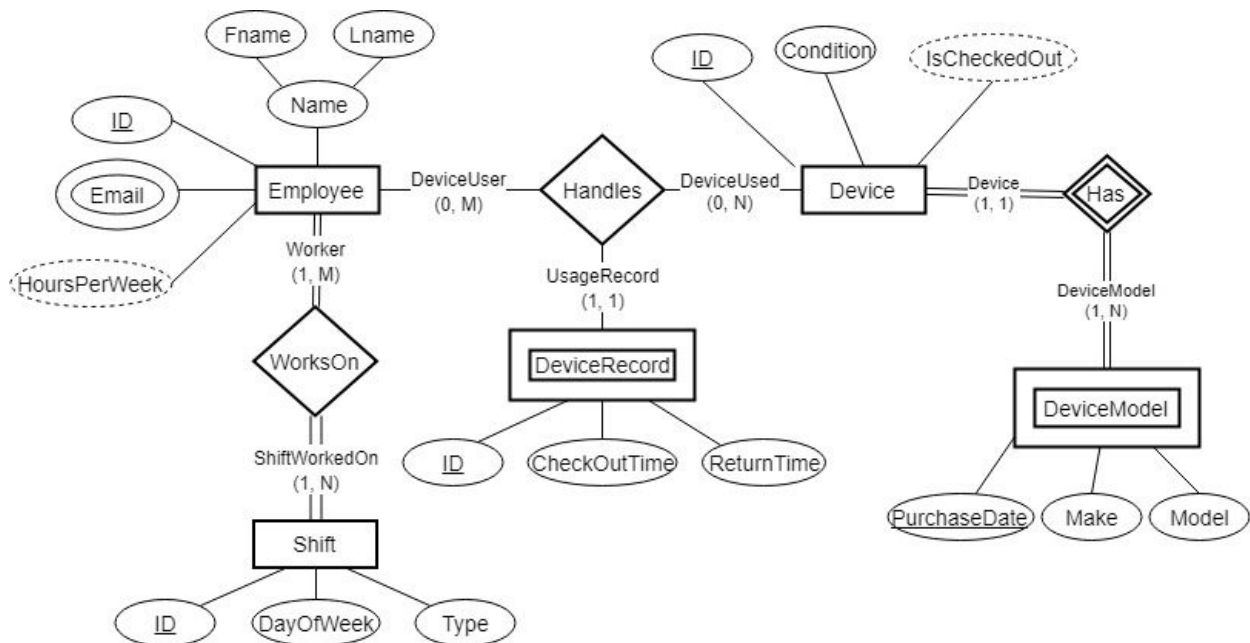 Fname
Lname
Name
ID
Email
HoursPerWeek
Employee
DeviceUser
(0, M)
Handles
DeviceUsed
(0, N)
ID
Condition
IsCheckedOut
Device
Device
(1, 1)
Has
Worker
(1, M)
WorksOn
ShiftWorkedOn
(1, N)
Shift
ID
DayOfWeek
Type
UsageRecord
(1, 1)
DeviceRecord
ID
CheckOutTime
ReturnTime
DeviceModel
(1, N)
DeviceModel
PurchaseDate
Make
Model